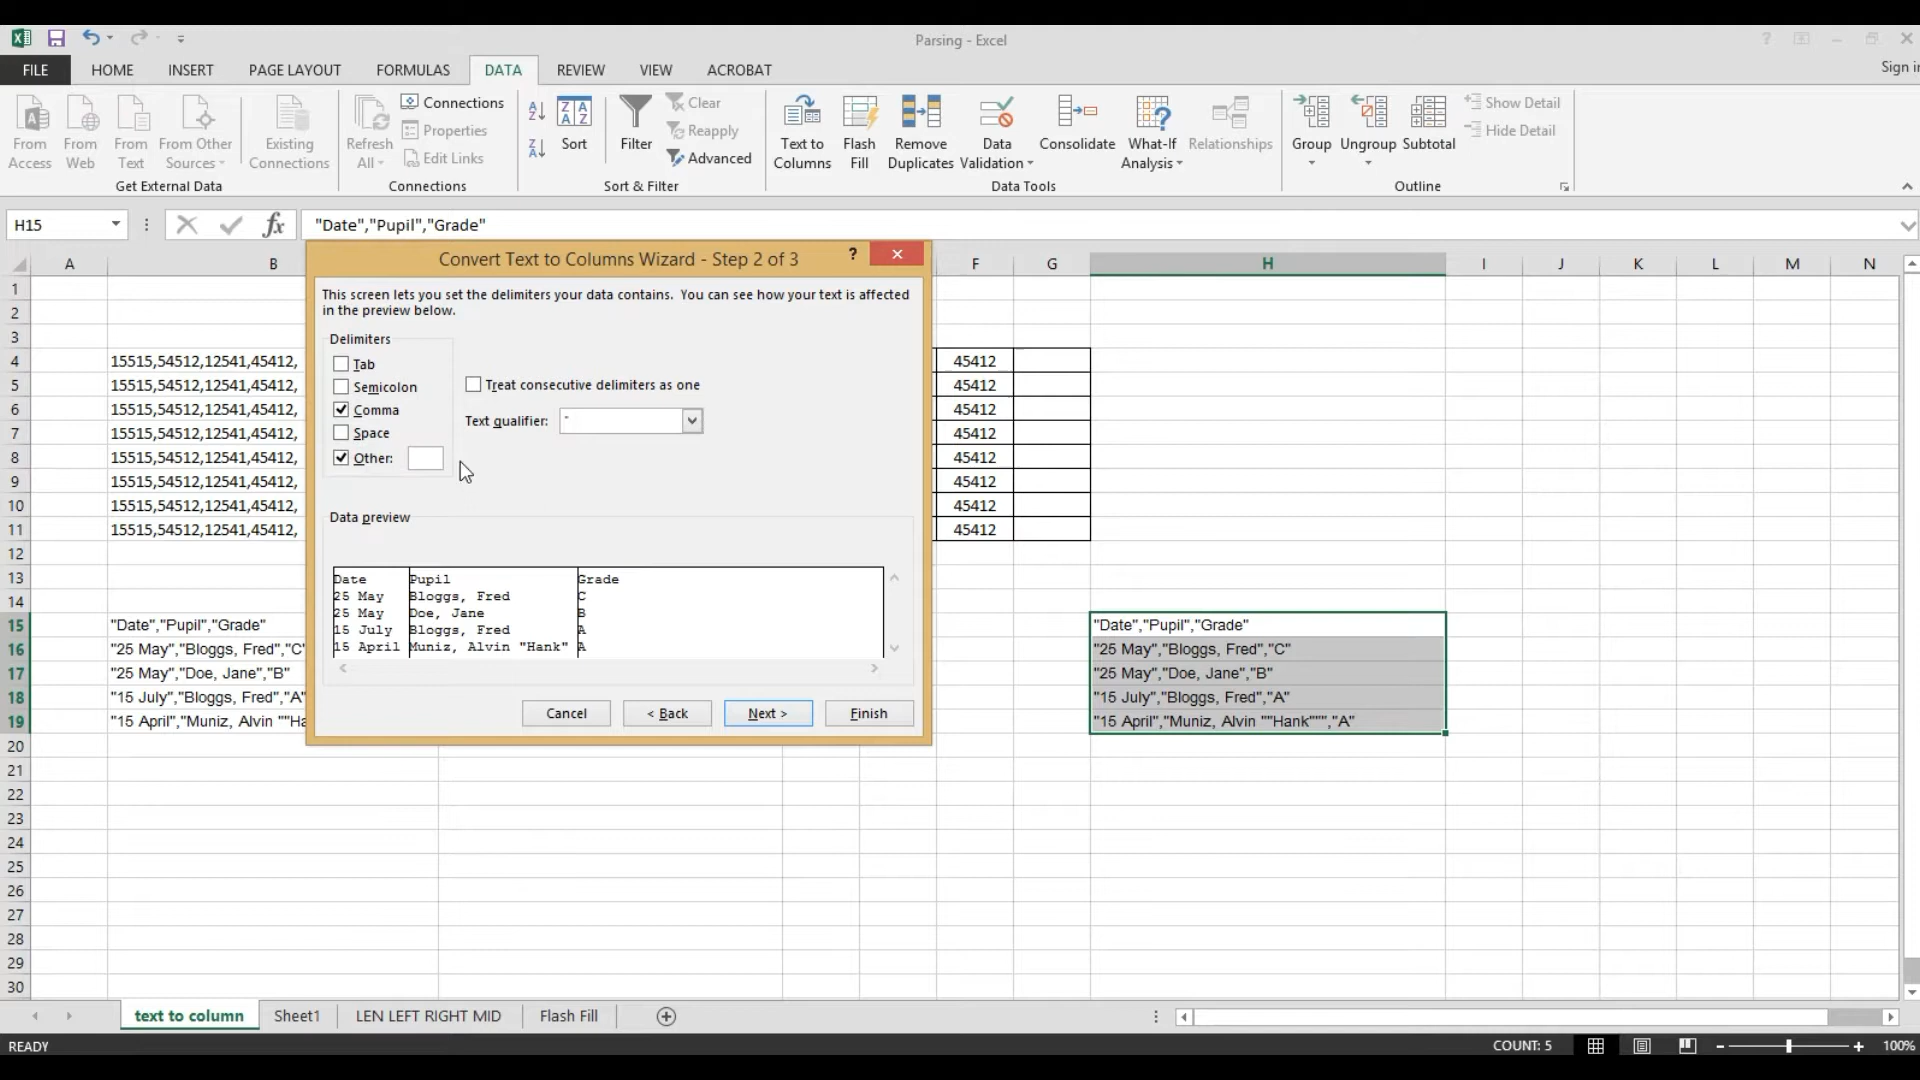 Parsing - Excel
Sign in
FILE HOME INSERT PAGE LAYOUT FORMULAS DATA REVIEW VIEW ACROBAT
From Access
From Web
From Text
From Other Sources
Existing Connections
Get External Data
Refresh All
Connections
Properties
Edit Links
Connections
Sort
Filter
Clear
Reapply
Advanced
Sort & Filter
Text to Columns
Flash Fill
Remove Duplicates
Data Validation
Consolidate
What-If Analysis
Relationships
Data Tools
Group
Ungroup
Subtotal
Show Detail
Hide Detail
Outline
H15
fx
"Date","Pupil","Grade"
A B F G H I J K L M N
Convert Text to Columns Wizard - Step 2 of 3
?
This screen lets you set the delimiters your data contains. You can see how your text is affected
in the preview below.
Delimiters
Tab
Semicolon
Comma
Space
Other:
Treat consecutive delimiters as one
Text qualifier: "
Data preview
Date Pupil Grade
25 May Bloggs, Fred C
25 May Doe, Jane B
15 July Bloggs, Fred A
15 April Muniz, Alvin "Hank" A
Cancel
< Back
Next >
Finish
1
2
3
4 15515,54512,12541,45412, 45412
5 15515,54512,12541,45412, 45412
6 15515,54512,12541,45412, 45412
7 15515,54512,12541,45412, 45412
8 15515,54512,12541,45412, 45412
9 15515,54512,12541,45412, 45412
10 15515,54512,12541,45412, 45412
11 15515,54512,12541,45412, 45412
12
13
14
15 "Date","Pupil","Grade" "Date","Pupil","Grade"
16 "25 May","Bloggs, Fred","C" "25 May","Bloggs, Fred","C"
17 "25 May","Doe, Jane","B" "25 May","Doe, Jane","B"
18 "15 July","Bloggs, Fred","A" "15 July","Bloggs, Fred","A"
19 "15 April","Muniz, Alvin ""Ha "15 April","Muniz, Alvin ""Hank""","A"
20
21
22
23
24
25
26
27
28
29
30
text to column Sheet1 LEN LEFT RIGHT MID Flash Fill
READY
COUNT: 5
100%